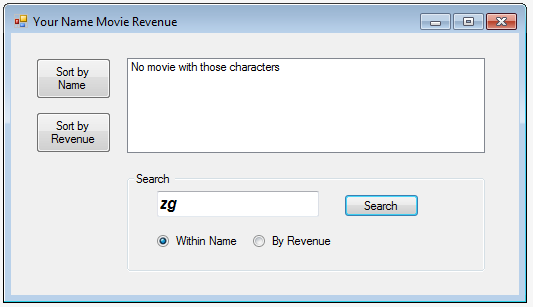 Your Name Movie Revenue
Sort by
Name
No movie with those characters
Sort by
Revenue
Search
zg
Search
Within Name
By Revenue